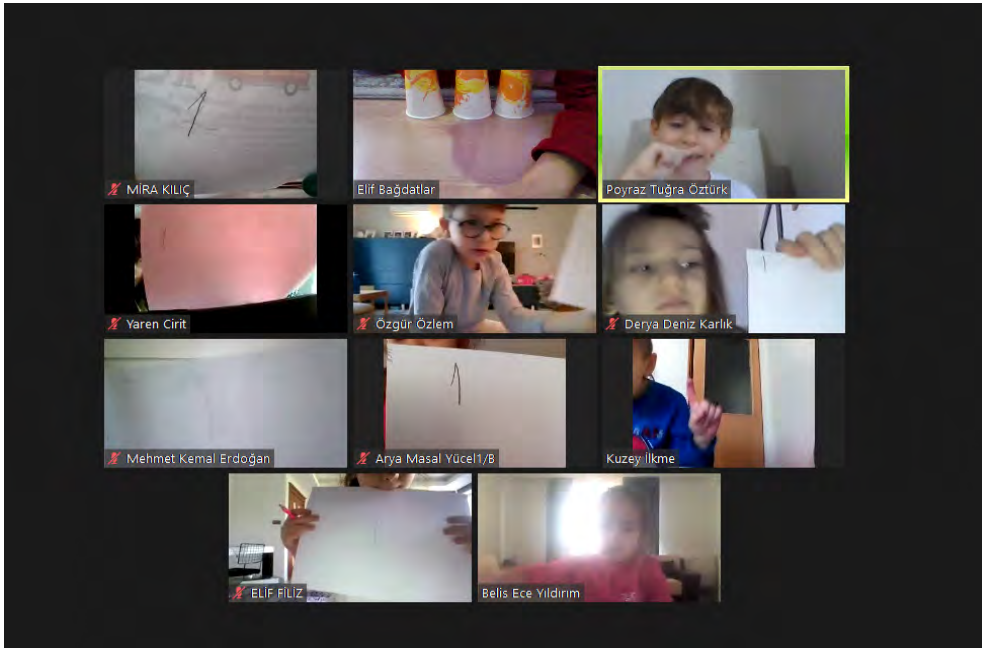 1
MİRA KILIÇ
Elif Bağdatlar
Poyraz Tuğra Öztürk
Yaren Cirit
Özgür Özlem
Derya Deniz Karlık
1
Mehmet Kemal Erdoğan
Arya Masal Yücel1/B
Kuzey İlkme
ELİF FİLİZ
Belis Ece Yıldırım